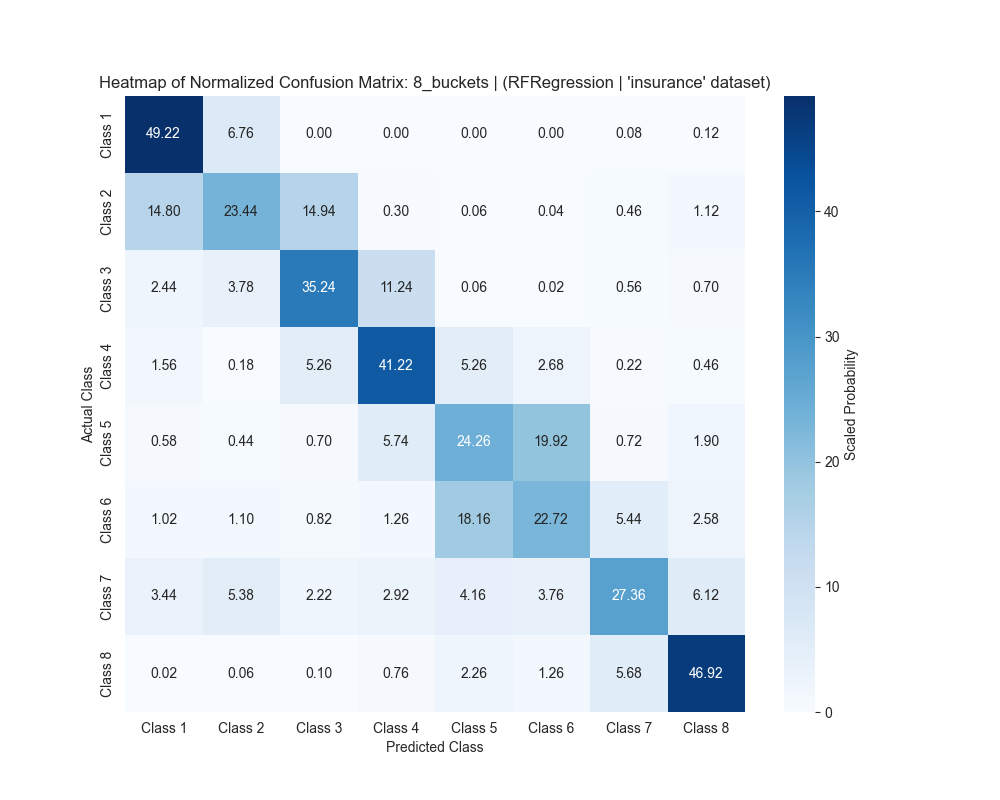 Heatmap of Normalized Confusion Matrix: 8_buckets | (RFRegression | 'insurance' dataset)
Actual Class
Class 1 49.22 6.76 0.00 0.00 0.00 0.00 0.08 0.12
Class 2 14.80 23.44 14.94 0.30 0.06 0.04 0.46 1.12
Class 3 2.44 3.78 35.24 11.24 0.06 0.02 0.56 0.70
Class 4 1.56 0.18 5.26 41.22 5.26 2.68 0.22 0.46
Class 5 0.58 0.44 0.70 5.74 24.26 19.92 0.72 1.90
Class 6 1.02 1.10 0.82 1.26 18.16 22.72 5.44 2.58
Class 7 3.44 5.38 2.22 2.92 4.16 3.76 27.36 6.12
Class 8 0.02 0.06 0.10 0.76 2.26 1.26 5.68 46.92
Class 1 Class 2 Class 3 Class 4 Class 5 Class 6 Class 7 Class 8
Predicted Class
40
30
20
10
0
Scaled Probability